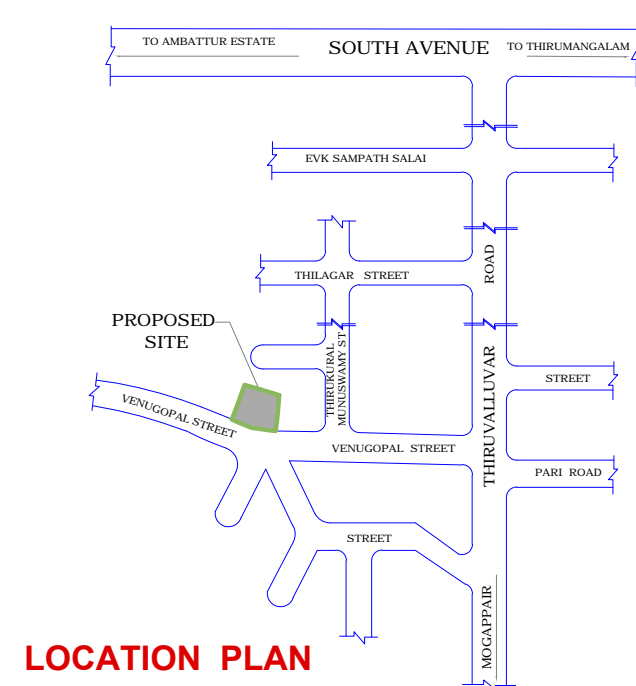 TO AMBATTUR ESTATE
SOUTH AVENUE
TO THIRUMANGALAM
EVK SAMPATH SALAI
THILAGAR STREET
ROAD
PROPOSED
SITE
THIRUKURAL
MUNUSWAMY ST
THIRUVALLUVAR
STREET
VENUGOPAL STREET
VENUGOPAL STREET
PARI ROAD
STREET
MOGAPPAIR
LOCATION PLAN